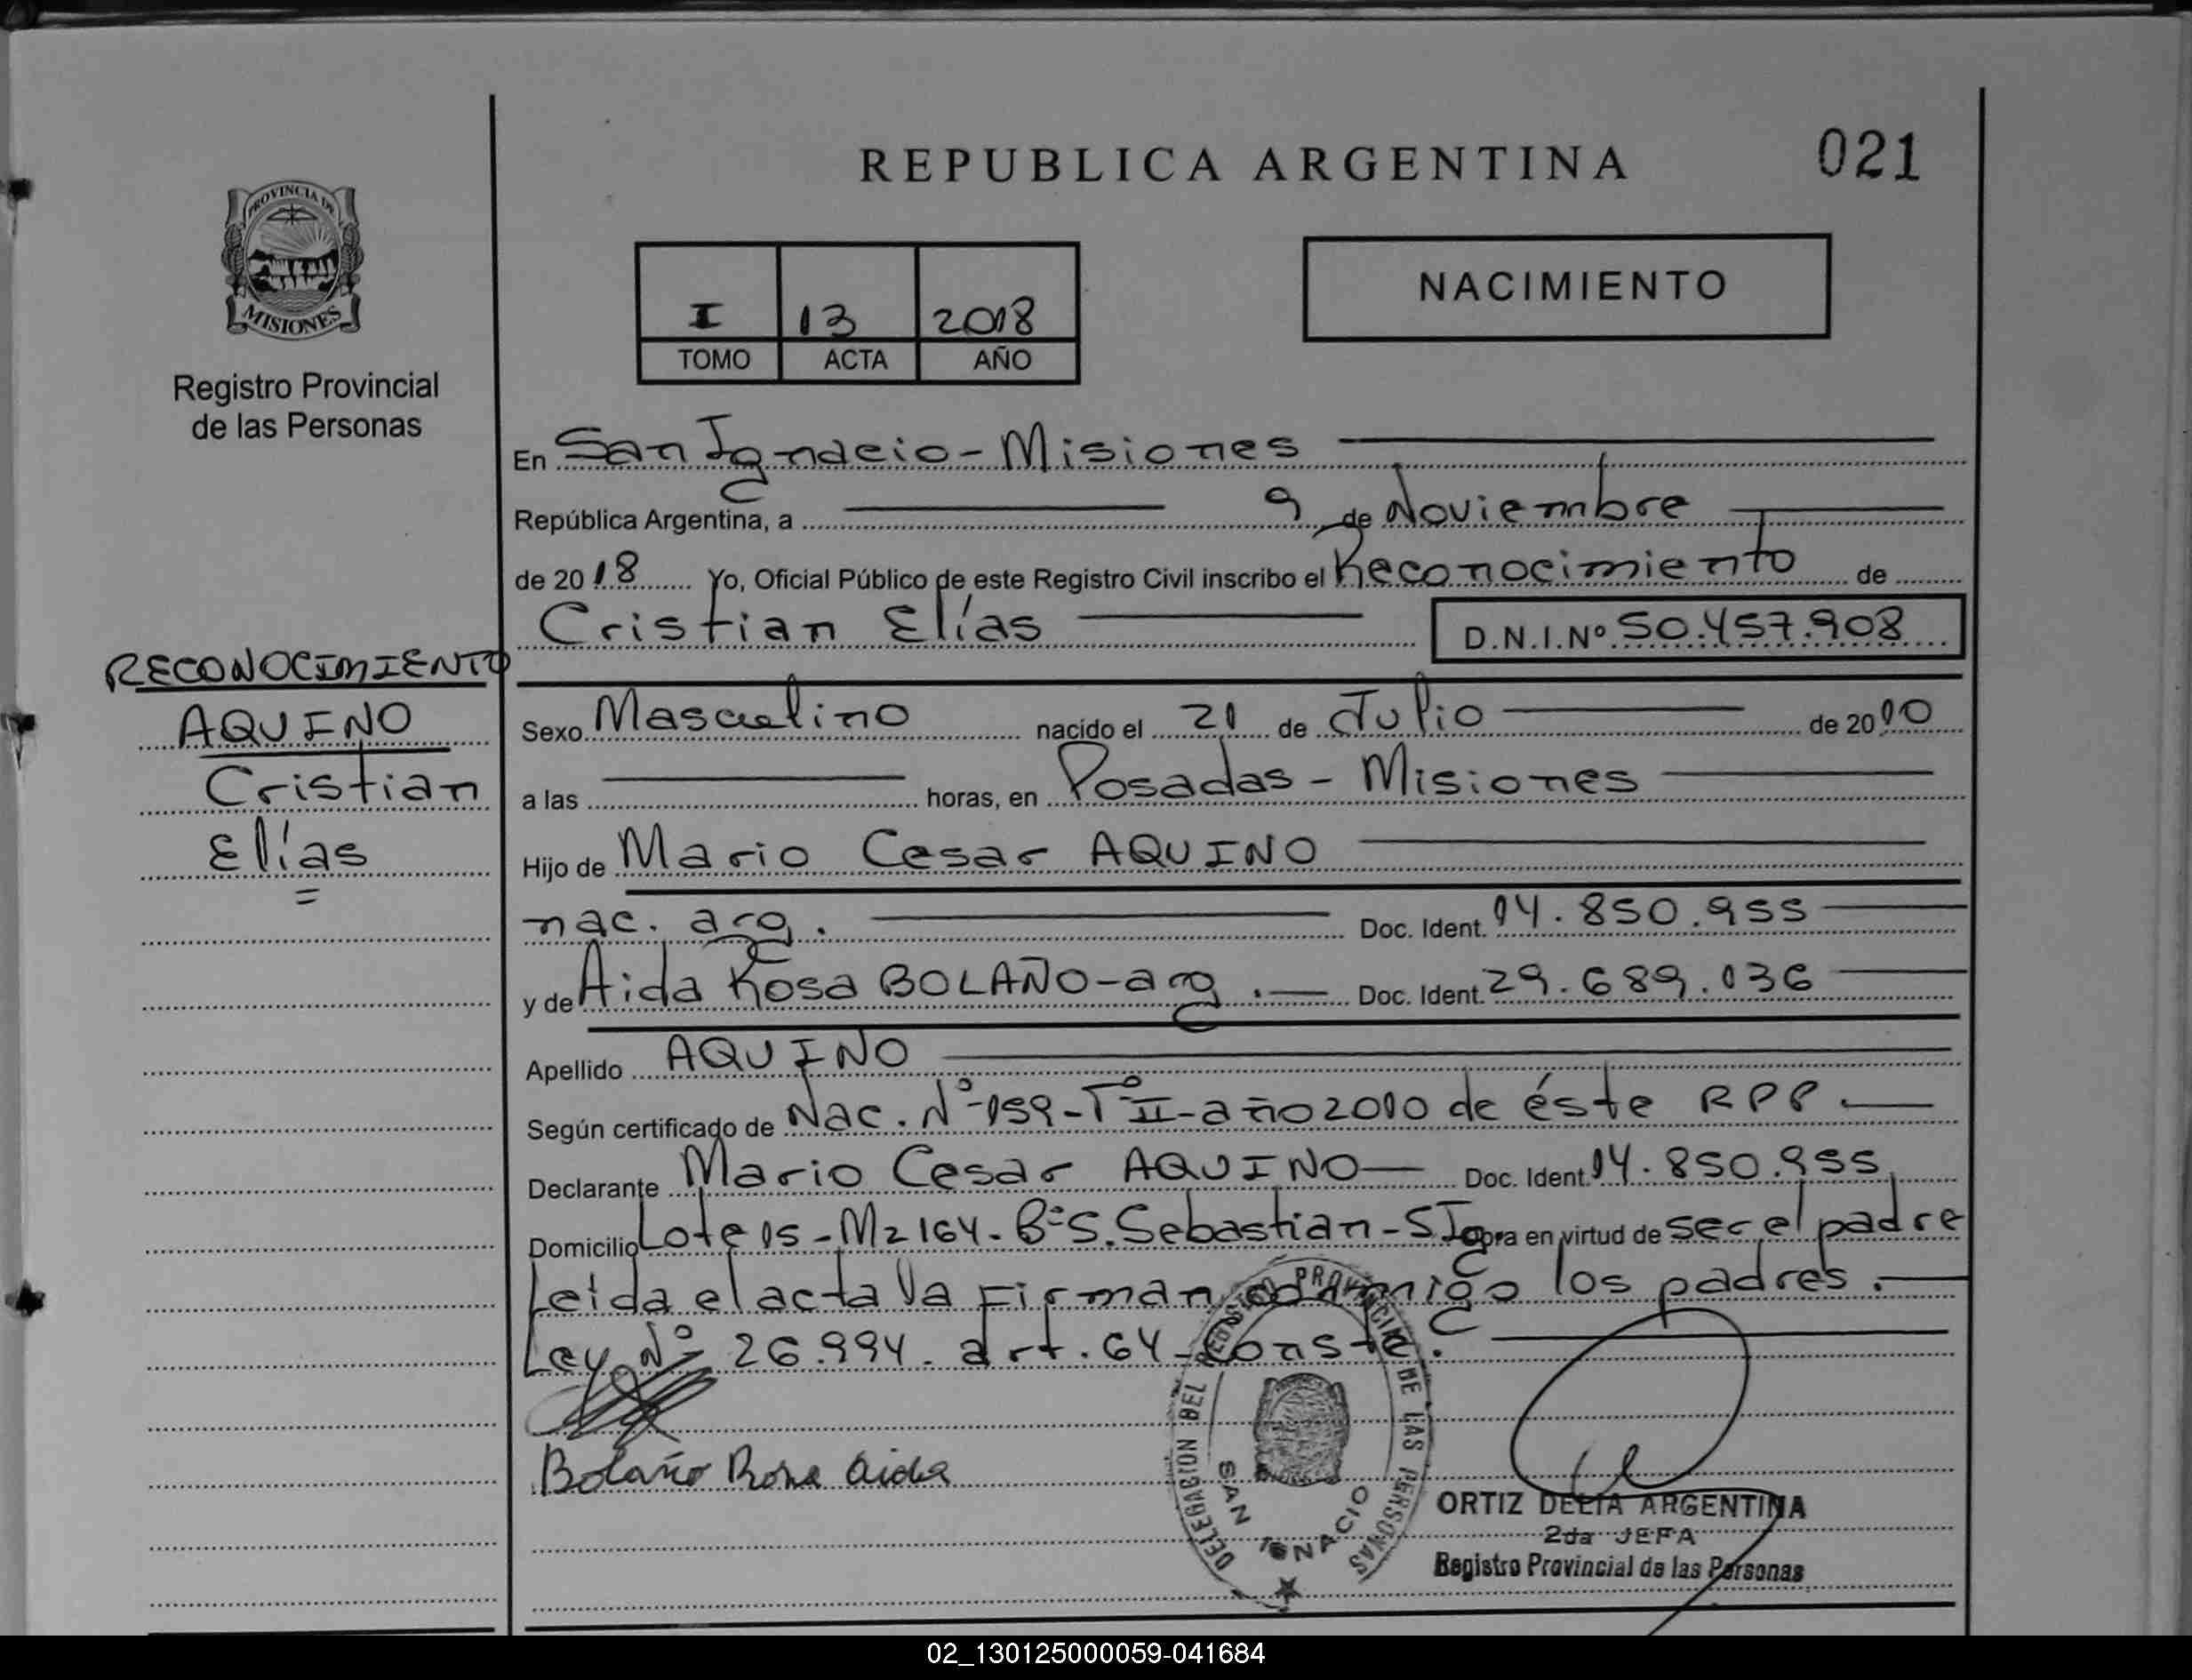 REPUBLICA ARGENTINA
021
PROVINCIA DE
MISIONES
Registro Provincial
de las Personas
I 13 2018
TOMO ACTA AÑO
NACIMIENTO
En San Ignacio - Misiones
República Argentina, a 9 de Noviembre
de 2018 Yo, Oficial Público de este Registro Civil inscribo el Reconocimiento de
Cristian Elías D.N.I.Nº 50.457.908
RECONOCIMIENTO
AQUINO
Cristian
Elías
Sexo Masculino nacido el 21 de Julio de 2010
a las horas, en Posadas - Misiones
Hijo de Mario Cesar AQUINO
nac. arg. Doc. Ident. 14.850.955
y de Aida Rosa BOLAÑO - arg. Doc. Ident. 29.689.036
Apellido AQUINO
Según certificado de Nac. Nº 159 - Tº II - año 2010 de éste RPP.
Declarante Mario Cesar AQUINO Doc. Ident. 14.850.955
Domicilio Lote 15 - Mz 164 - Bº S. Sebastian - S Ig obra en virtud de ser el padre
Leída el acta la Firman conmigo los padres.
Ley Nº 26.994. art. 64 - Conste.
Bolaño Rosa Aida
DELEGACION DEL REGISTRO PROVINCIAL DE LAS PERSONAS
SAN IGNACIO
ORTIZ DELIA ARGENTINA
2da JEFA
Registro Provincial de las Personas
02_130125000059-041684